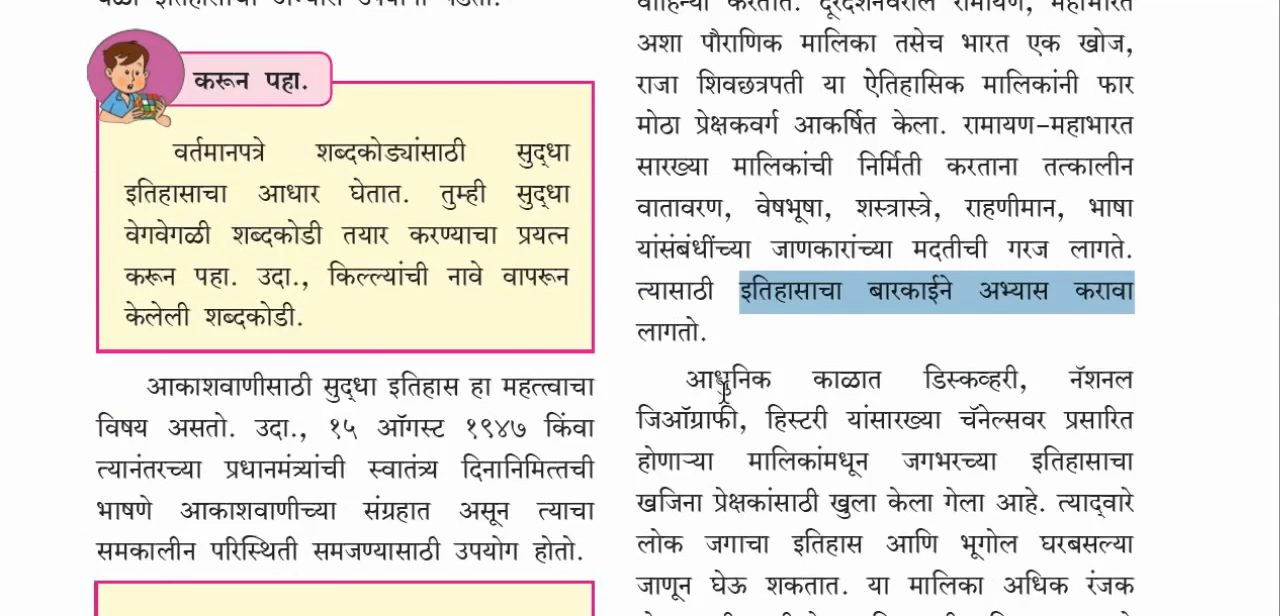 करून पहा.
वर्तमानपत्रे शब्दकोड्यांसाठी सुद्धा
इतिहासाचा आधार घेतात. तुम्ही सुद्धा
वेगवेगळी शब्दकोडी तयार करण्याचा प्रयत्न
करून पहा. उदा., किल्ल्यांची नावे वापरून
केलेली शब्दकोडी.
आकाशवाणीसाठी सुद्धा इतिहास हा महत्त्वाचा
विषय असतो. उदा., १५ ऑगस्ट १९४७ किंवा
त्यानंतरच्या प्रधानमंत्र्यांची स्वातंत्र्य दिनानिमित्तची
भाषणे आकाशवाणीच्या संग्रहात असून त्याचा
समकालीन परिस्थिती समजण्यासाठी उपयोग होतो.
अशा पौराणिक मालिका तसेच भारत एक खोज,
राजा शिवछत्रपती या ऐतिहासिक मालिकांनी फार
मोठा प्रेक्षकवर्ग आकर्षित केला. रामायण-महाभारत
सारख्या मालिकांची निर्मिती करताना तत्कालीन
वातावरण, वेषभूषा, शस्त्रास्त्रे, राहणीमान, भाषा
यांसंबंधींच्या जाणकारांच्या मदतीची गरज लागते.
त्यासाठी इतिहासाचा बारकाईने अभ्यास करावा
लागतो.
आधुनिक काळात डिस्कव्हरी, नॅशनल
जिऑग्राफी, हिस्टरी यांसारख्या चॅनेल्सवर प्रसारित
होणाऱ्या मालिकांमधून जगभरच्या इतिहासाचा
खजिना प्रेक्षकांसाठी खुला केला गेला आहे. त्याद्वारे
लोक जगाचा इतिहास आणि भूगोल घरबसल्या
जाणून घेऊ शकतात. या मालिका अधिक रंजक